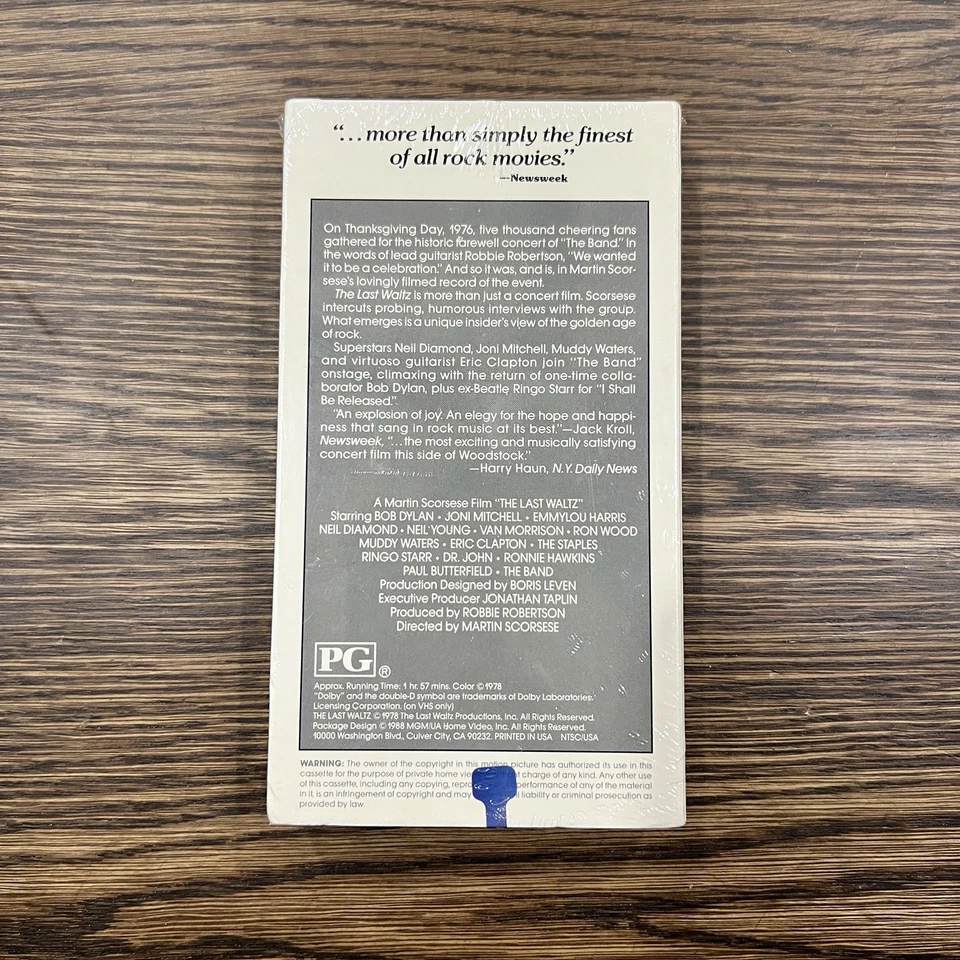 “...more than simply the finest
of all rock movies.”
—Newsweek
On Thanksgiving Day, 1976, five thousand cheering fans
gathered for the historic farewell concert of “The Band.” In
the words of lead guitarist Robbie Robertson, “We wanted
it to be a celebration.” And so it was, and is, in Martin Scor-
sese’s lovingly filmed record of the event.
The Last Waltz is more than just a concert film. Scorsese
intercuts probing, humorous interviews with the group.
What emerges is a unique insider’s view of the golden age
of rock.
Superstars Neil Diamond, Joni Mitchell, Muddy Waters,
and virtuoso guitarist Eric Clapton join “The Band”
onstage, climaxing with the return of one-time colla-
borator Bob Dylan, plus ex-Beatle Ringo Starr for “I Shall
Be Released.”
“An explosion of joy. An elegy for the hope and happi-
ness that sang in rock music at its best.”—Jack Kroll,
Newsweek, “...the most exciting and musically satisfying
concert film this side of Woodstock.”
—Harry Haun, N.Y. Daily News
A Martin Scorsese Film “THE LAST WALTZ”
Starring BOB DYLAN • JONI MITCHELL • EMMYLOU HARRIS
NEIL DIAMOND • NEIL YOUNG • VAN MORRISON • RON WOOD
MUDDY WATERS • ERIC CLAPTON • THE STAPLES
RINGO STARR • DR. JOHN • RONNIE HAWKINS
PAUL BUTTERFIELD • THE BAND
Production Designed by BORIS LEVEN
Executive Producer JONATHAN TAPLIN
Produced by ROBBIE ROBERTSON
Directed by MARTIN SCORSESE
PG ®
Approx. Running Time: 1 hr. 57 mins. Color © 1978
“Dolby” and the double-D symbol are trademarks of Dolby Laboratories
Licensing Corporation. (on VHS only)
THE LAST WALTZ © 1978 The Last Waltz Productions, Inc. All Rights Reserved.
Package Design © 1988 MGM/UA Home Video, Inc. All Rights Reserved.
10000 Washington Blvd., Culver City, CA 90232. PRINTED IN USA NTSC/USA
WARNING: The owner of the copyright in this motion picture has authorized its use in this
cassette for the purpose of private home charge of any kind. Any other use
of this cassette, including any copying, performance of any of the material
in it, is an infringement of copyright and may liability or criminal prosecution as
provided by law.